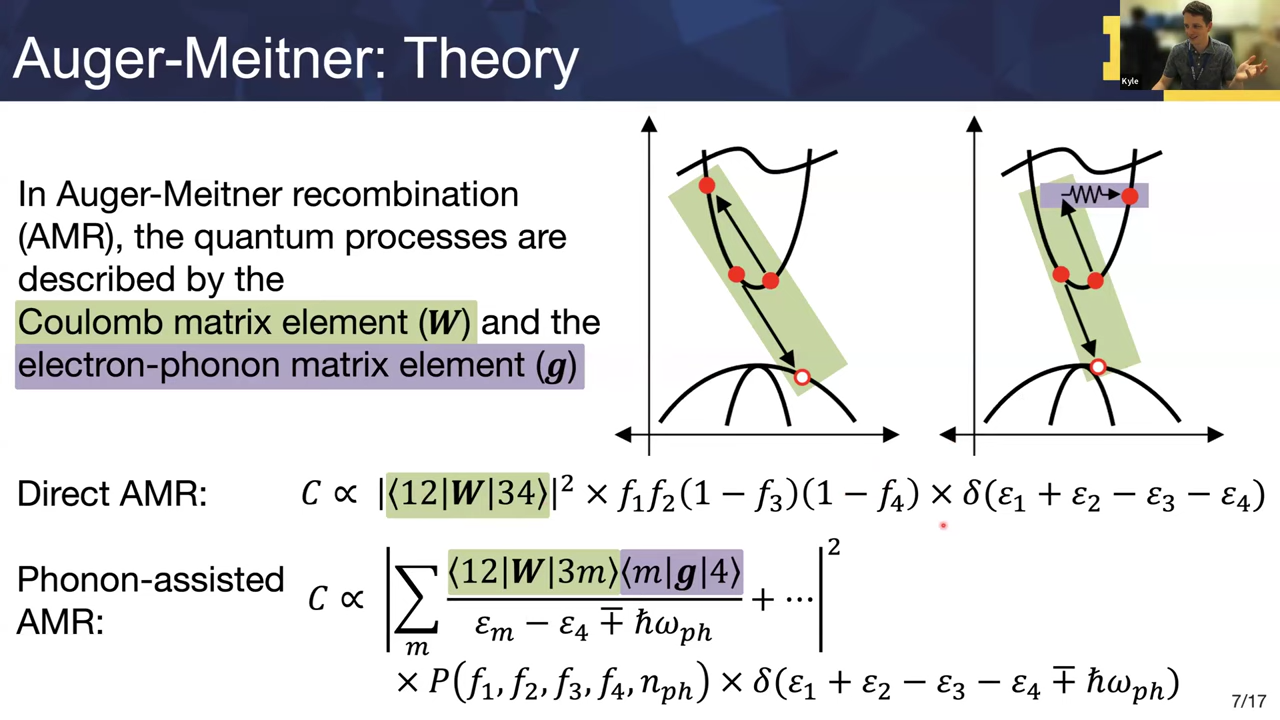 Auger-Meitner: Theory
Kyle
In Auger-Meitner recombination
(AMR), the quantum processes are
described by the
Coulomb matrix element (W) and the
electron-phonon matrix element (g)
Direct AMR: C ∝ |⟨12|W|34⟩|² × f₁f₂(1 − f₃)(1 − f₄) × δ(ε₁ + ε₂ − ε₃ − ε₄)
Phonon-assisted
AMR:
C ∝ |∑ₘ ⟨12|W|3m⟩⟨m|g|4⟩ / (εₘ − ε₄ ∓ ℏωₚₕ) + ⋯|²
× P(f₁, f₂, f₃, f₄, nₚₕ) × δ(ε₁ + ε₂ − ε₃ − ε₄ ∓ ℏωₚₕ)
7/17